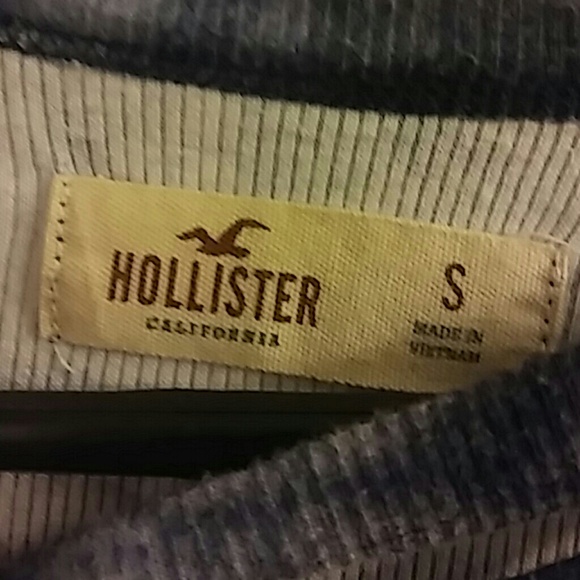 HOLLISTER
CALIFORNIA
S
MADE IN
VIETNAM